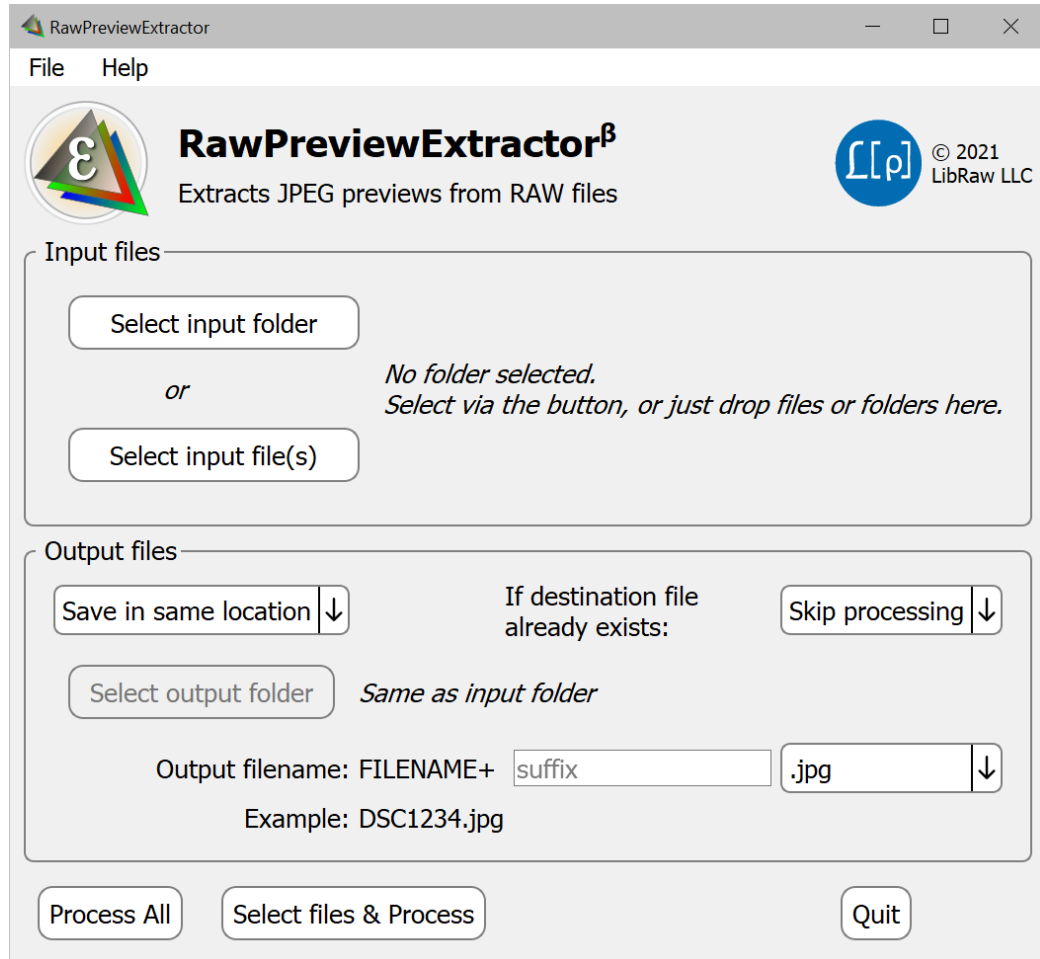 RawPreviewExtractor
File Help
ε
RawPreviewExtractorβ
Extracts JPEG previews from RAW files
© 2021
LibRaw LLC
Input files
Select input folder
or
No folder selected.
Select via the button, or just drop files or folders here.
Select input file(s)
Output files
Save in same location ↓
If destination file
already exists:
Skip processing ↓
Select output folder
Same as input folder
Output filename: FILENAME+ suffix .jpg ↓
Example: DSC1234.jpg
Process All
Select files & Process
Quit